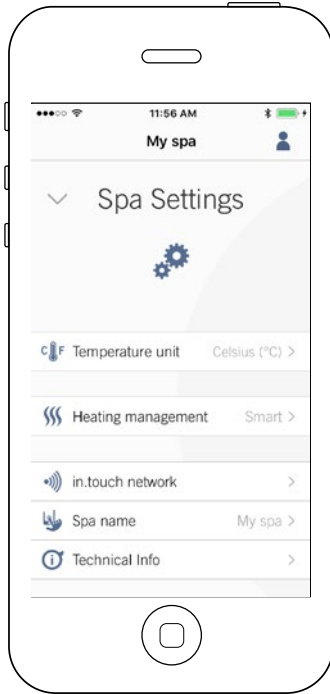 11:56 AM
My spa
Spa Settings
C F Temperature unit Celsius (°C) >
Heating management Smart >
in.touch network >
Spa name My spa >
Technical Info >